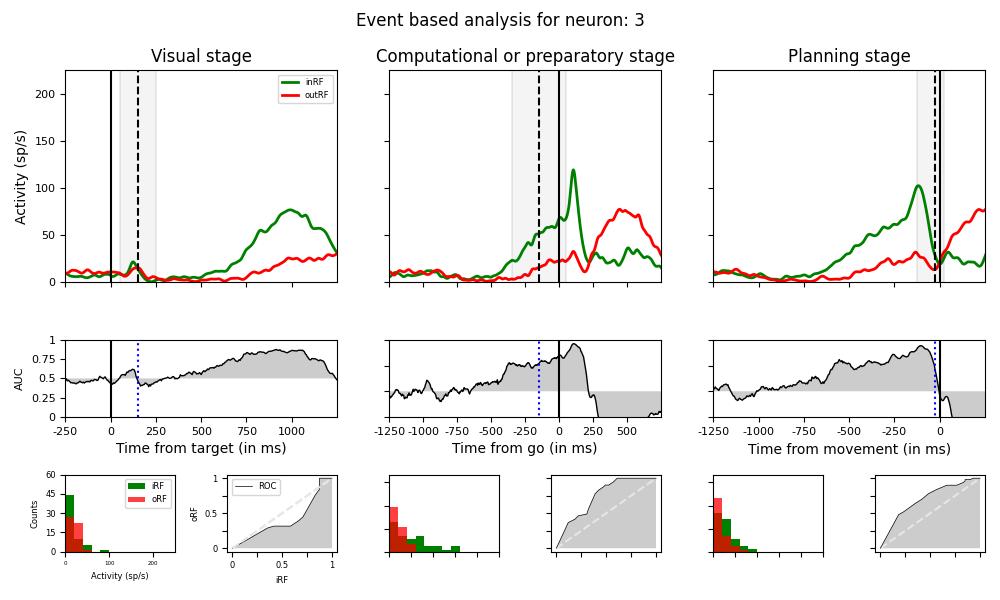 Event based analysis for neuron: 3
Visual stage
Computational or preparatory stage
Planning stage
Activity (sp/s)
200
150
100
50
0
inRF
outRF
AUC
1
0.75
0.5
0.25
0
-250 0 250 500 750 1000
-1250 -1000 -750 -500 -250 0 250 500
-1250 -1000 -750 -500 -250 0
Time from target (in ms)
Time from go (in ms)
Time from movement (in ms)
Counts
60
45
30
15
0
iRF
oRF
0 100 200
Activity (sp/s)
oRF
1
0.5
0
ROC
0 0.5 1
iRF